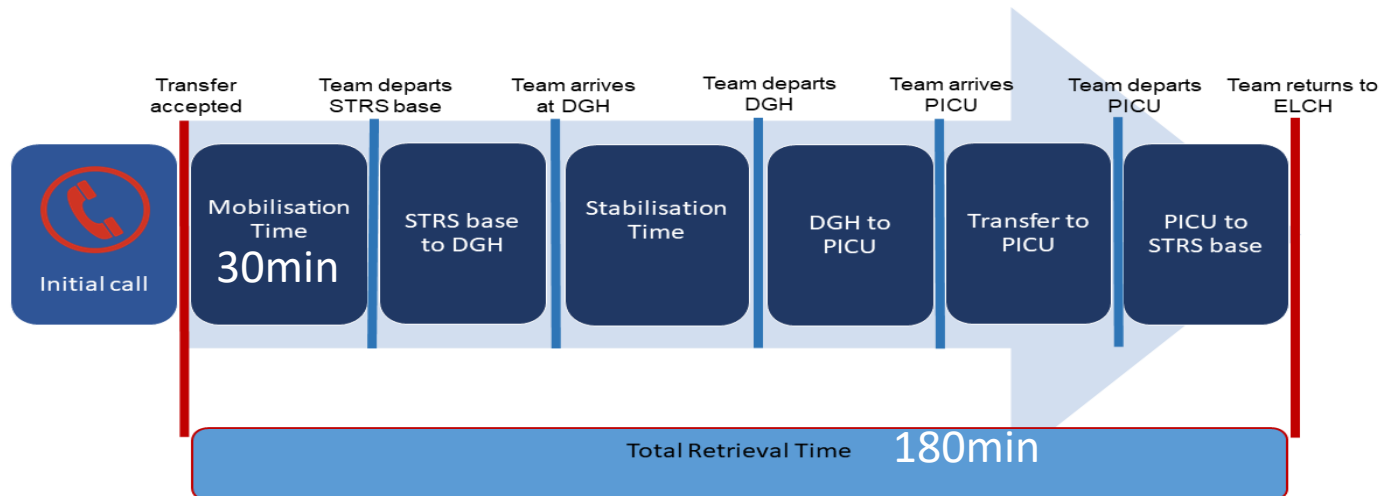 Transfer
accepted
Team departs
STRS base
Team arrives
at DGH
Team departs
DGH
Team arrives
PICU
Team departs
PICU
Team returns to
ELCH
Initial call
Mobilisation
Time
30min
STRS base
to DGH
Stabilisation
Time
DGH to
PICU
Transfer to
PICU
PICU to
STRS base
Total Retrieval Time 180min